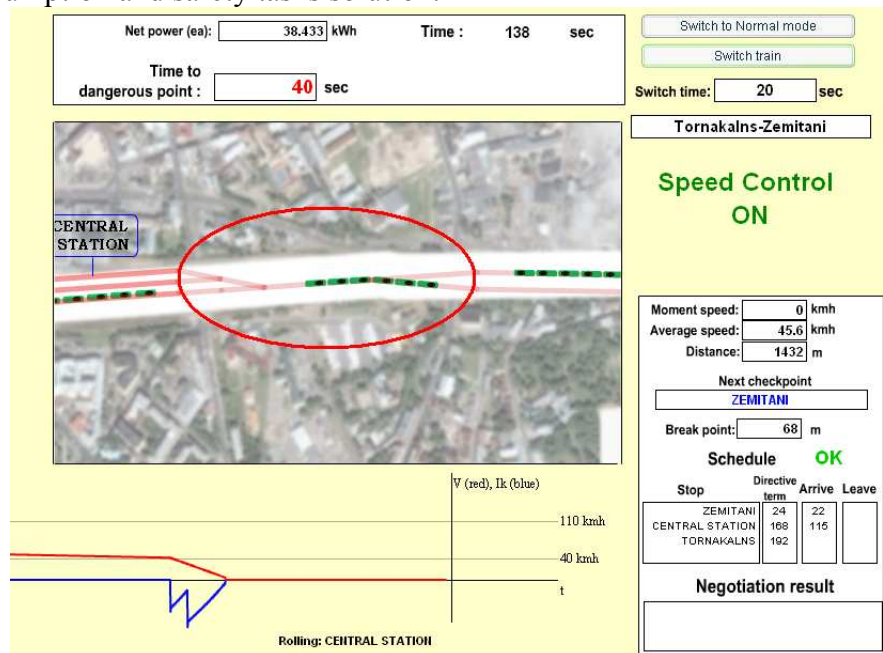 Net power (ea): 38.433 kWh Time : 138 sec
Time to
dangerous point : 40 sec
Switch to Normal mode
Switch train
Switch time: 20 sec
Tornakalns-Zemitani
Speed Control
ON
CENTRAL
STATION
Moment speed: 0 kmh
Average speed: 45.6 kmh
Distance: 1432 m
Next checkpoint
ZEMITANI
Break point: 68 m
Schedule OK
Stop Directive term Arrive Leave
ZEMITANI 24 22
CENTRAL STATION 168 115
TORNAKALNS 192
Negotiation result
V (red), Ik (blue)
110 kmh
40 kmh
t
Rolling: CENTRAL STATION